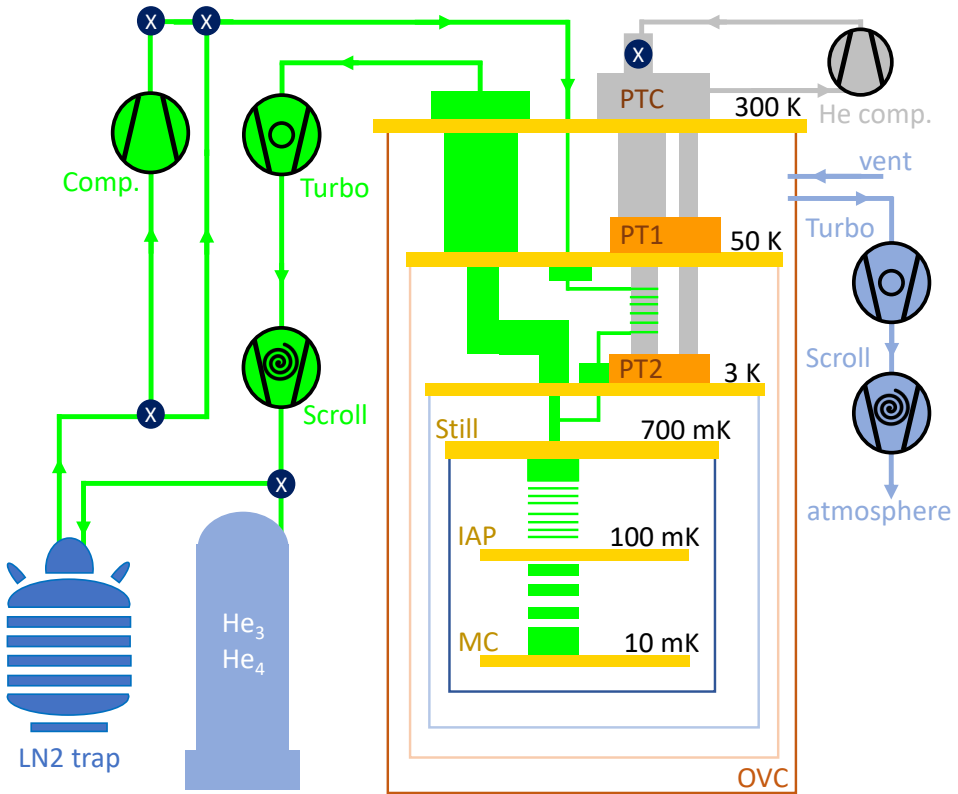 X
X
X
PTC
300 K
He comp.
Comp.
Turbo
vent
Turbo
PT1
50 K
Scroll
PT2
3 K
Scroll
X
Still
700 mK
X
atmosphere
IAP
100 mK
He3
He4
MC
10 mK
LN2 trap
OVC